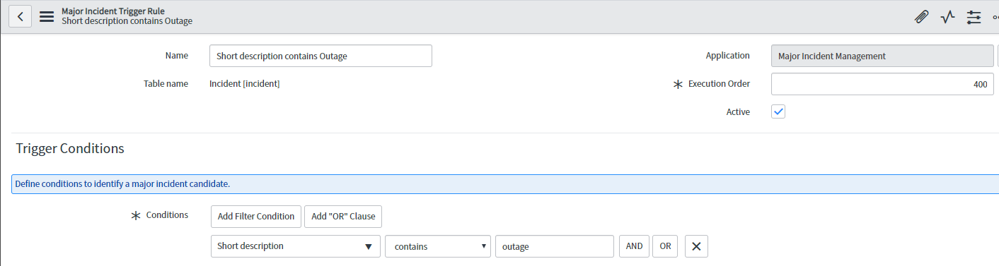 Major Incident Trigger Rule
Short description contains Outage
Name Short description contains Outage Application Major Incident Management
Table name Incident [incident] Execution Order 400
Active
Trigger Conditions
Define conditions to identify a major incident candidate.
Conditions Add Filter Condition Add "OR" Clause
Short description contains outage AND OR